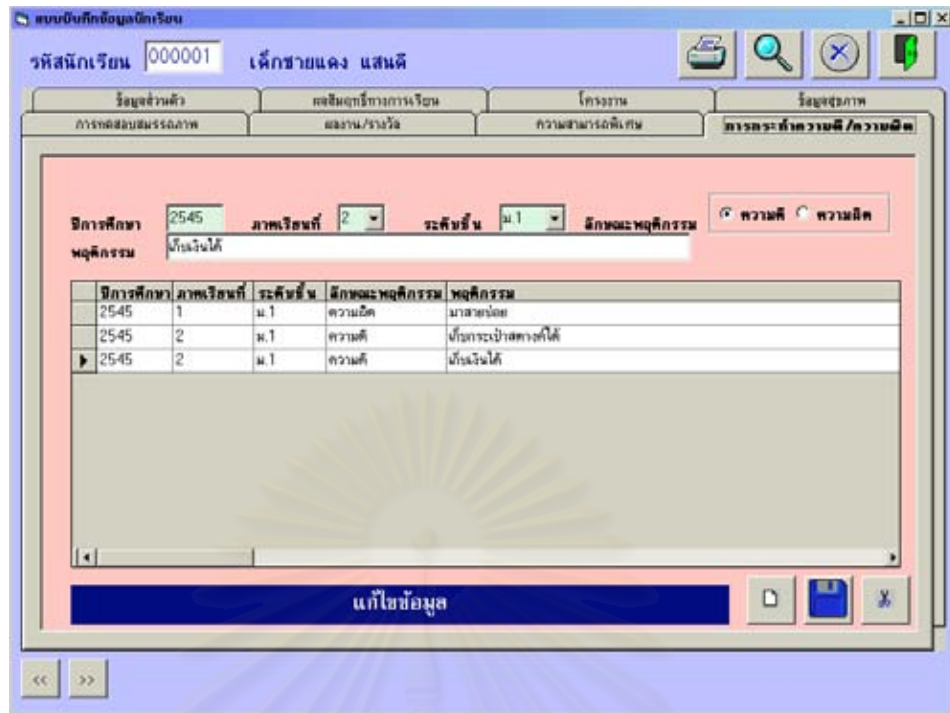 แบบบันทึกข้อมูลนักเรียน
รหัสนักเรียน 000001 เด็กชายแดง แสนดี
ข้อมูลส่วนตัว ผลสัมฤทธิ์ทางการเรียน โครงงาน ข้อมูลสุขภาพ
การทดสอบสมรรถภาพ ผลงาน/รางวัล ความสามารถพิเศษ การกระทำความดี/ความผิด
ปีการศึกษา 2545 ภาคเรียนที่ 2 ระดับชั้น ม.1 ลักษณะพฤติกรรม ความดี ความผิด
พฤติกรรม เก็บเงินได้
ปีการศึกษา ภาคเรียนที่ ระดับชั้น ลักษณะพฤติกรรม พฤติกรรม
2545 1 ม.1 ความผิด มาสายบ่อย
2545 2 ม.1 ความดี เก็บกระเป๋าสตางค์ได้
2545 2 ม.1 ความดี เก็บเงินได้
แก้ไขข้อมูล
<< >>